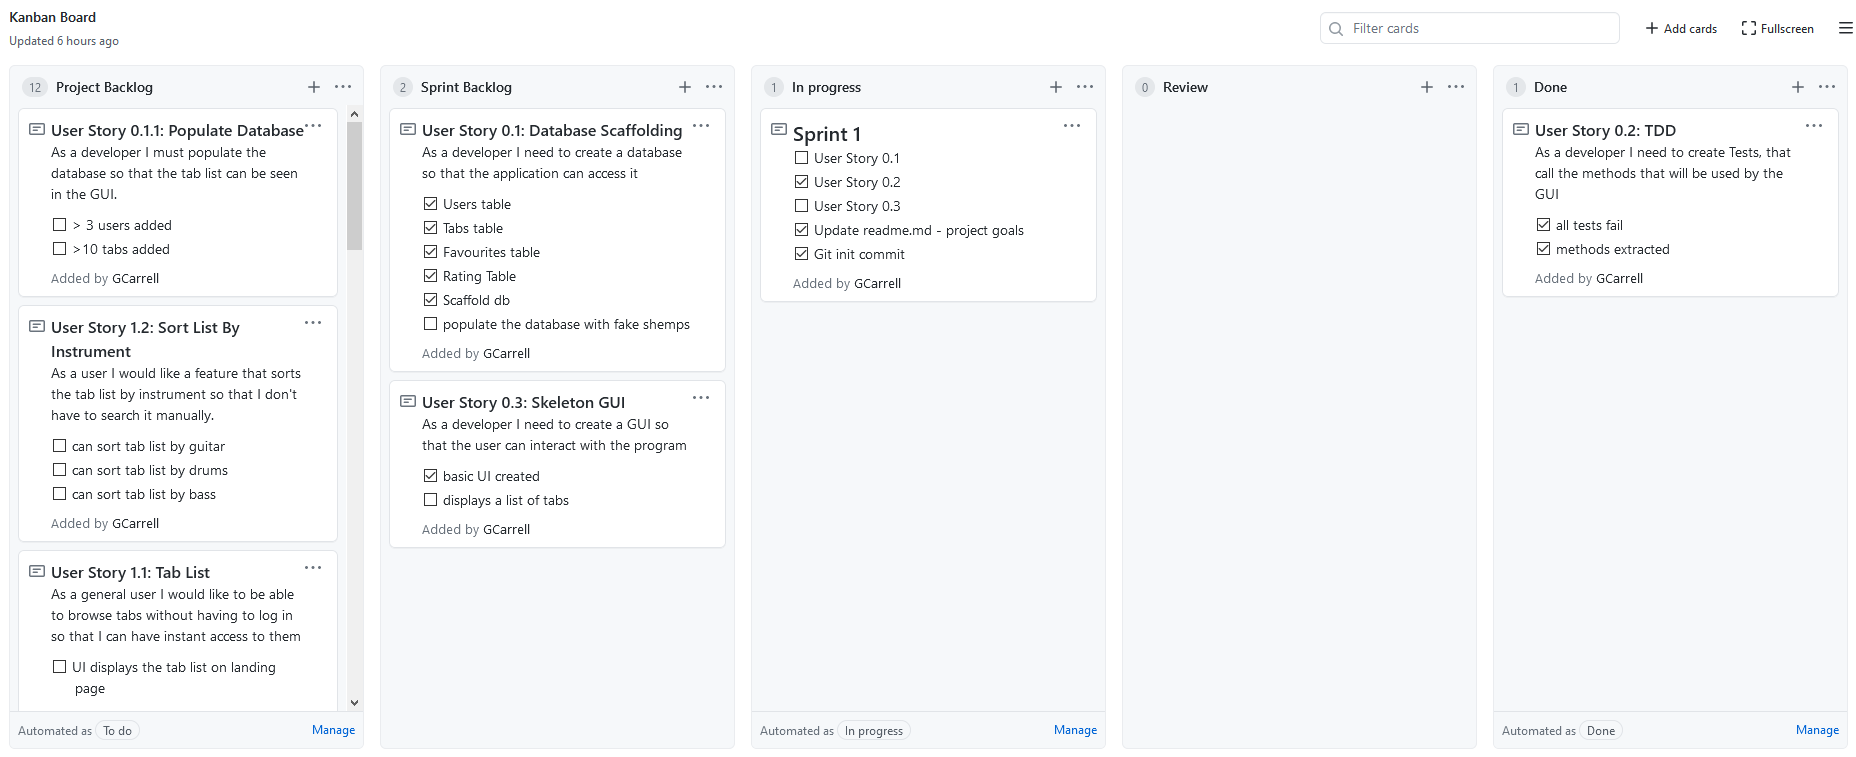 Kanban Board
Updated 6 hours ago
Filter cards
Add cards
Fullscreen
12 Project Backlog
User Story 0.1.1: Populate Database
As a developer I must populate the
database so that the tab list can be seen
in the GUI.
> 3 users added
>10 tabs added
Added by GCarrell
User Story 1.2: Sort List By
Instrument
As a user I would like a feature that sorts
the tab list by instrument so that I don't
have to search it manually.
can sort tab list by guitar
can sort tab list by drums
can sort tab list by bass
Added by GCarrell
User Story 1.1: Tab List
As a general user I would like to be able
to browse tabs without having to log in
so that I can have instant access to them
UI displays the tab list on landing
page
Automated as To do Manage
2 Sprint Backlog
User Story 0.1: Database Scaffolding
As a developer I need to create a database
so that the application can access it
Users table
Tabs table
Favourites table
Rating Table
Scaffold db
populate the database with fake shemps
Added by GCarrell
User Story 0.3: Skeleton GUI
As a developer I need to create a GUI so
that the user can interact with the program
basic UI created
displays a list of tabs
Added by GCarrell
1 In progress
Sprint 1
User Story 0.1
User Story 0.2
User Story 0.3
Update readme.md - project goals
Git init commit
Added by GCarrell
Automated as In progress Manage
0 Review
1 Done
User Story 0.2: TDD
As a developer I need to create Tests, that
call the methods that will be used by the
GUI
all tests fail
methods extracted
Added by GCarrell
Automated as Done Manage